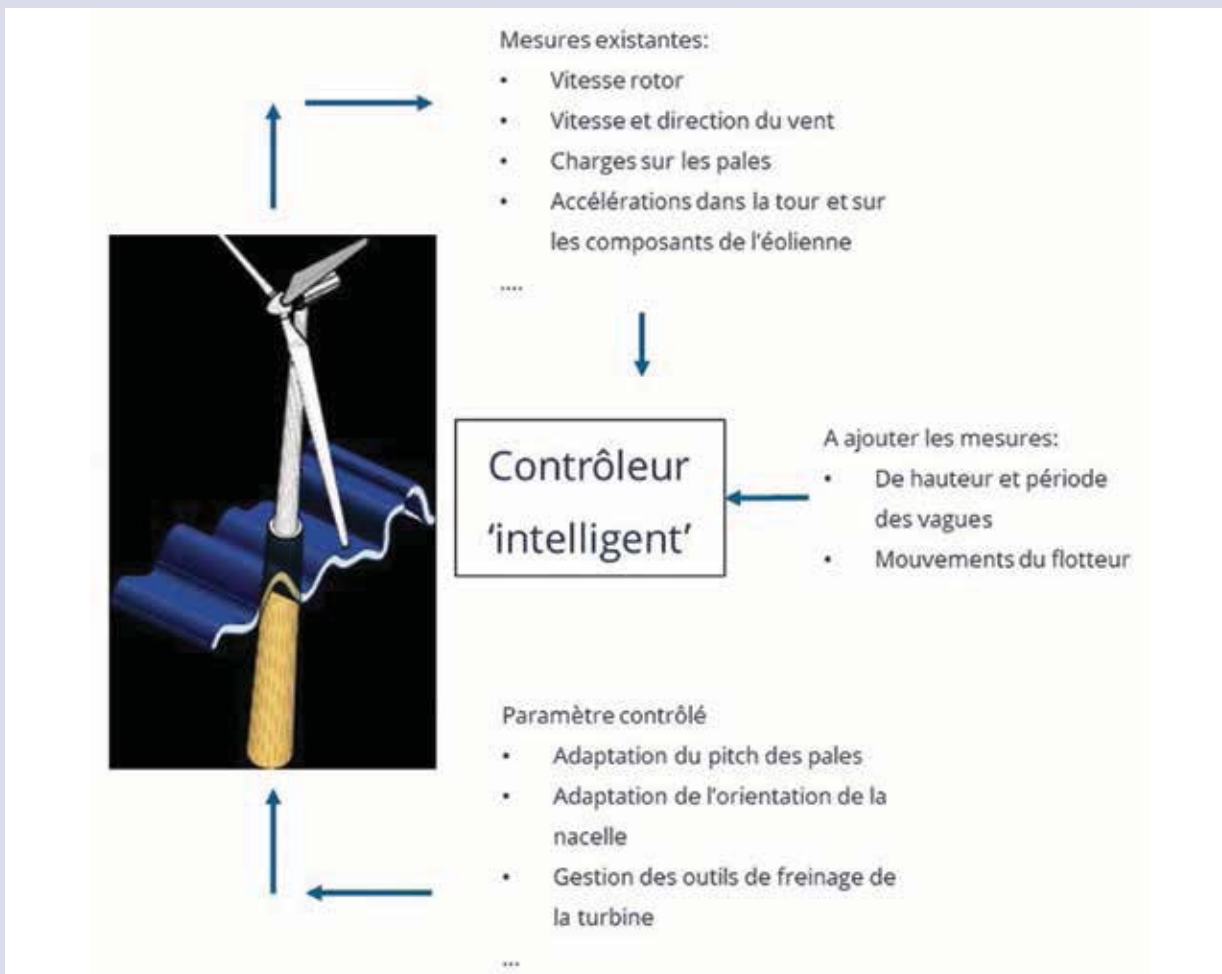 Mesures existantes:
• Vitesse rotor
• Vitesse et direction du vent
• Charges sur les pales
• Accélérations dans la tour et sur
les composants de l'éolienne
....
Contrôleur
'intelligent'
A ajouter les mesures:
• De hauteur et période
des vagues
• Mouvements du flotteur
Paramètre contrôlé
• Adaptation du pitch des pales
• Adaptation de l'orientation de la
nacelle
• Gestion des outils de freinage de
la turbine
...